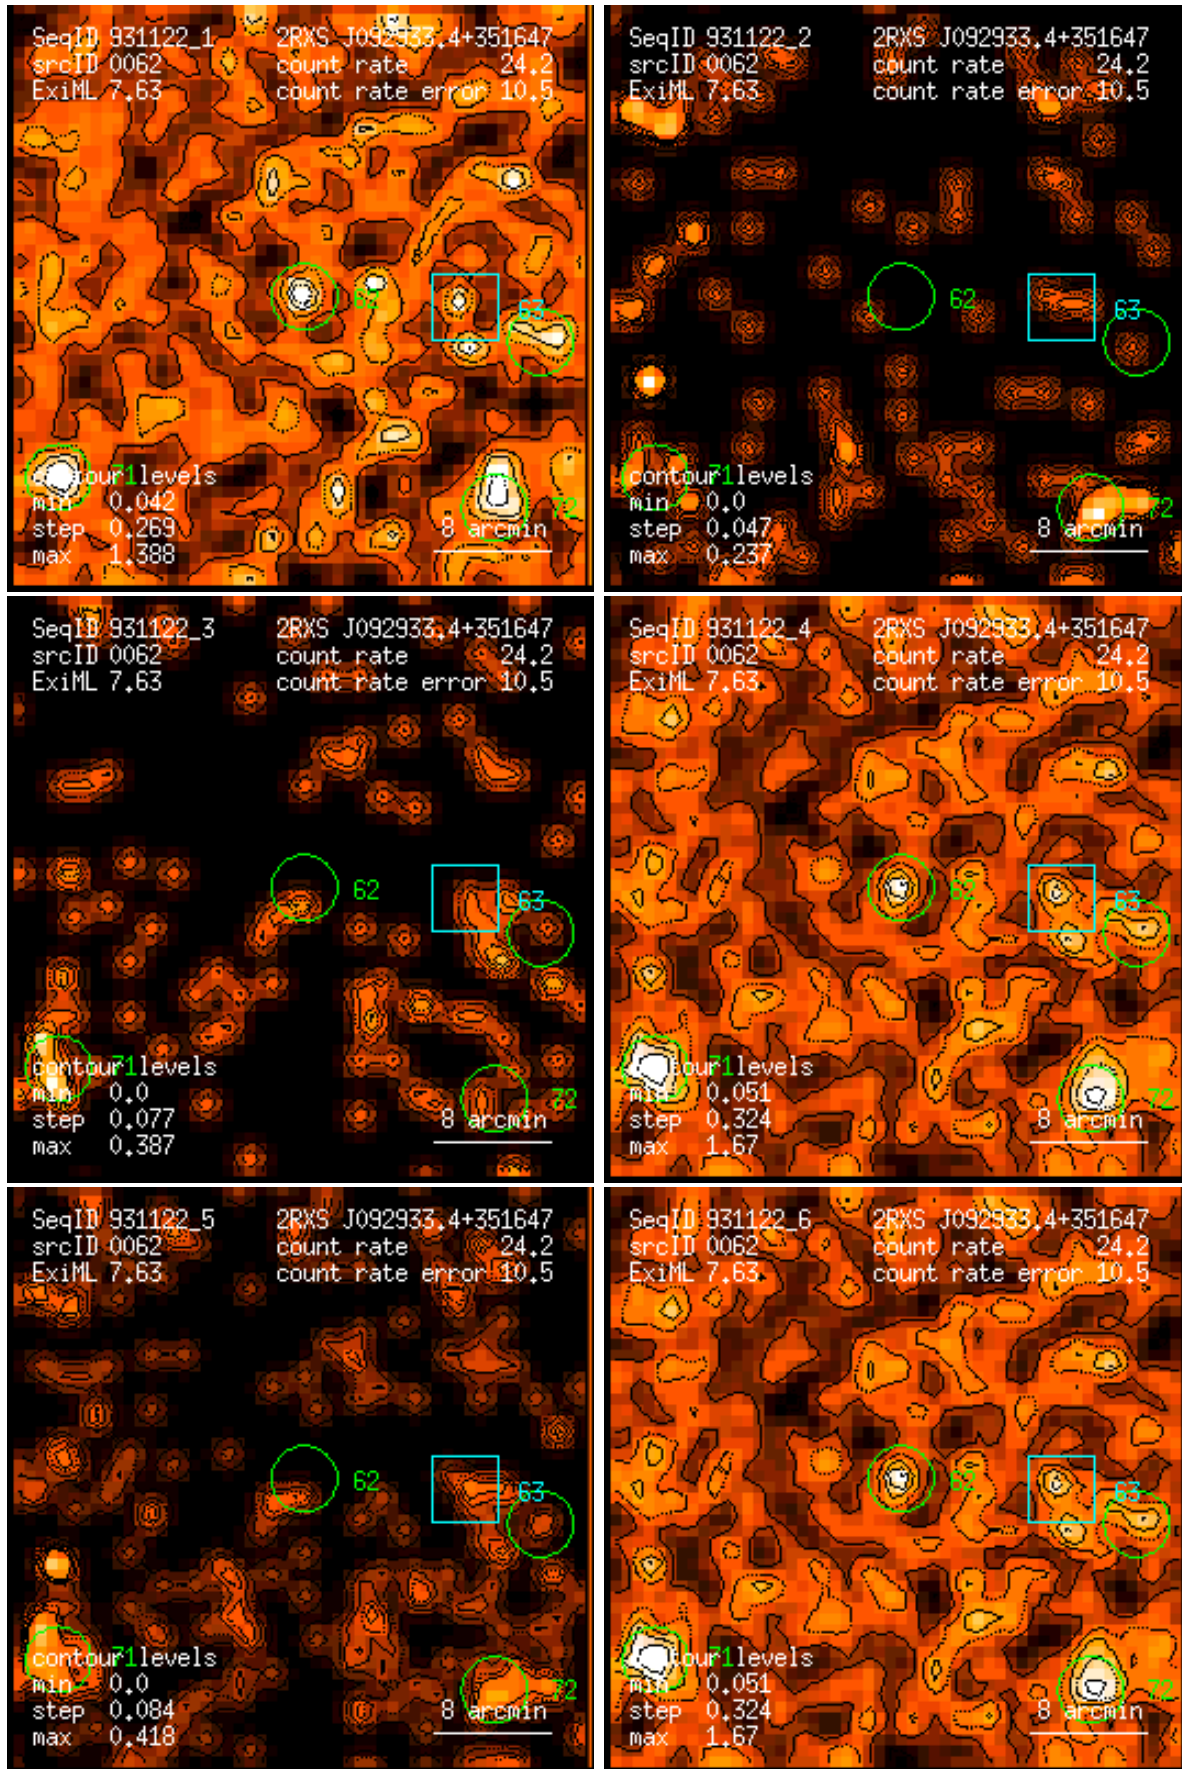 SeqID 931122_1 2RXS J092933.4+351647
srcID 0062 count rate 24.2
ExiML 7.63 count rate error 10.5
62
63
contour levels 71
min 0.042
step 0.269
max 1.388
72
8 arcmin
SeqID 931122_2 2RXS J092933.4+351647
srcID 0062 count rate 24.2
ExiML 7.63 count rate error 10.5
62
63
contour levels 71
min 0.0
step 0.047
max 0.237
72
8 arcmin
SeqID 931122_3 2RXS J092933.4+351647
srcID 0062 count rate 24.2
ExiML 7.63 count rate error 10.5
62
63
contour levels 71
min 0.0
step 0.077
max 0.387
72
8 arcmin
SeqID 931122_4 2RXS J092933.4+351647
srcID 0062 count rate 24.2
ExiML 7.63 count rate error 10.5
62
63
contour levels 71
min 0.051
step 0.324
max 1.67
72
8 arcmin
SeqID 931122_5 2RXS J092933.4+351647
srcID 0062 count rate 24.2
ExiML 7.63 count rate error 10.5
62
63
contour levels 71
min 0.0
step 0.084
max 0.418
72
8 arcmin
SeqID 931122_6 2RXS J092933.4+351647
srcID 0062 count rate 24.2
ExiML 7.63 count rate error 10.5
62
63
contour levels 71
min 0.051
step 0.324
max 1.67
72
8 arcmin